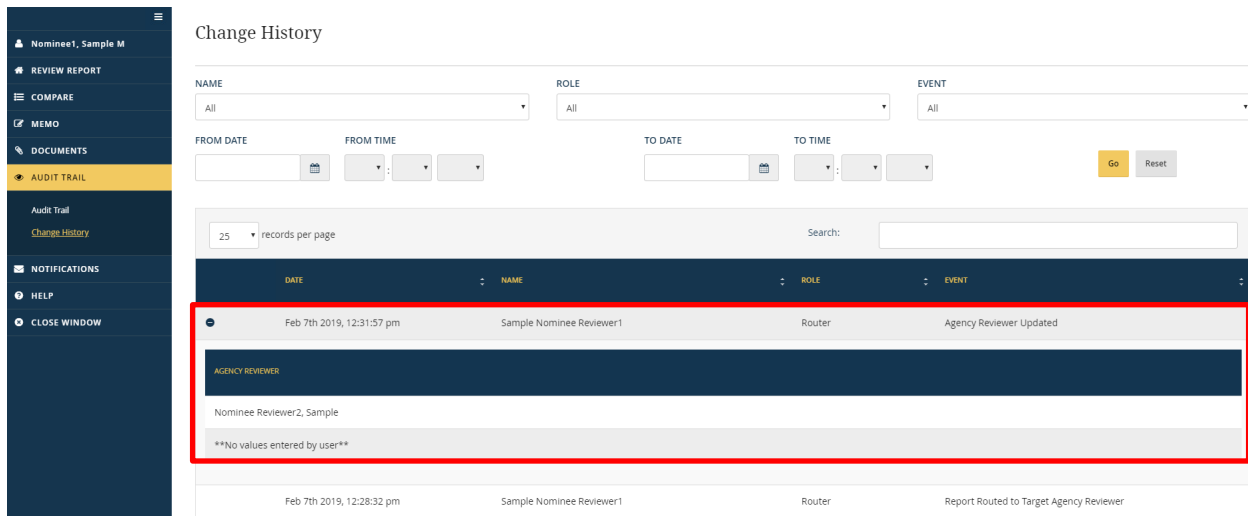 Nominee1, Sample M
REVIEW REPORT
COMPARE
MEMO
DOCUMENTS
AUDIT TRAIL
Audit Trail
Change History
NOTIFICATIONS
HELP
CLOSE WINDOW
Change History
NAME ROLE EVENT
All All All
FROM DATE FROM TIME TO DATE TO TIME
: : Go Reset
25 records per page Search:
DATE NAME ROLE EVENT
Feb 7th 2019, 12:31:57 pm Sample Nominee Reviewer1 Router Agency Reviewer Updated
AGENCY REVIEWER
Nominee Reviewer2, Sample
**No values entered by user**
Feb 7th 2019, 12:28:32 pm Sample Nominee Reviewer1 Router Report Routed to Target Agency Reviewer